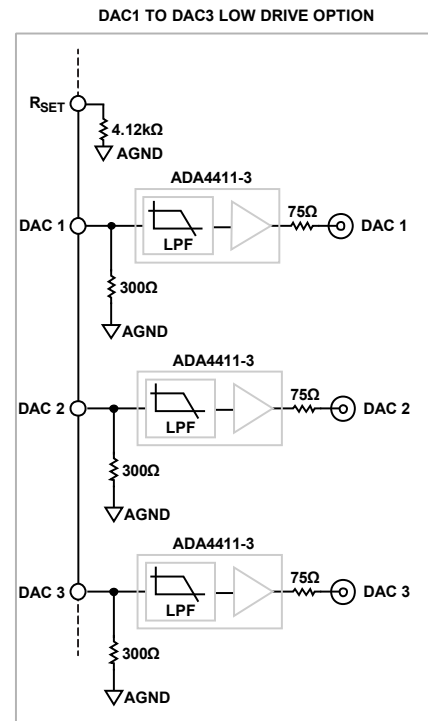 DAC1 TO DAC3 LOW DRIVE OPTION
RSET
4.12kΩ
AGND
ADA4411-3
DAC 1
LPF
75Ω
DAC 1
300Ω
AGND
ADA4411-3
DAC 2
LPF
75Ω
DAC 2
300Ω
AGND
ADA4411-3
DAC 3
LPF
75Ω
DAC 3
300Ω
AGND